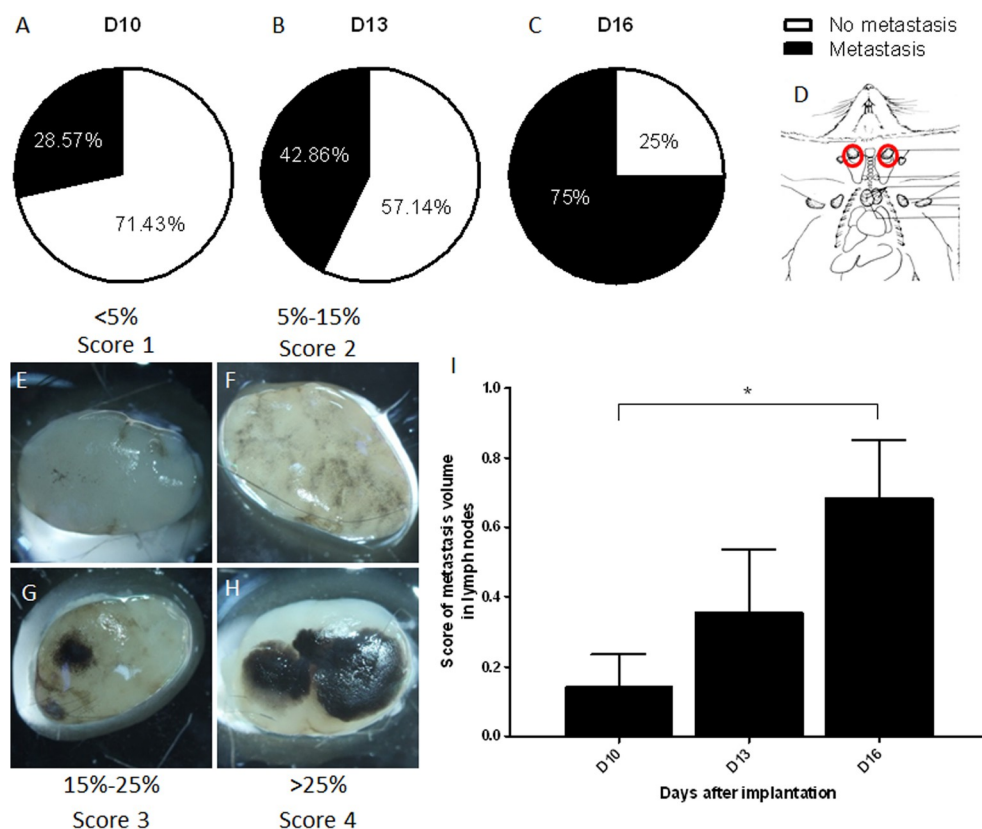 A D10
28.57%
71.43%
B D13
42.86%
57.14%
C D16
25%
75%
No metastasis
Metastasis
D
<5%
Score 1
5%-15%
Score 2
E
F
G
H
15%-25%
Score 3
>25%
Score 4
I
Score of metastasis volume
in lymph nodes
1.0
0.8
0.6
0.4
0.2
0.0
*
D10
D13
D16
Days after implantation